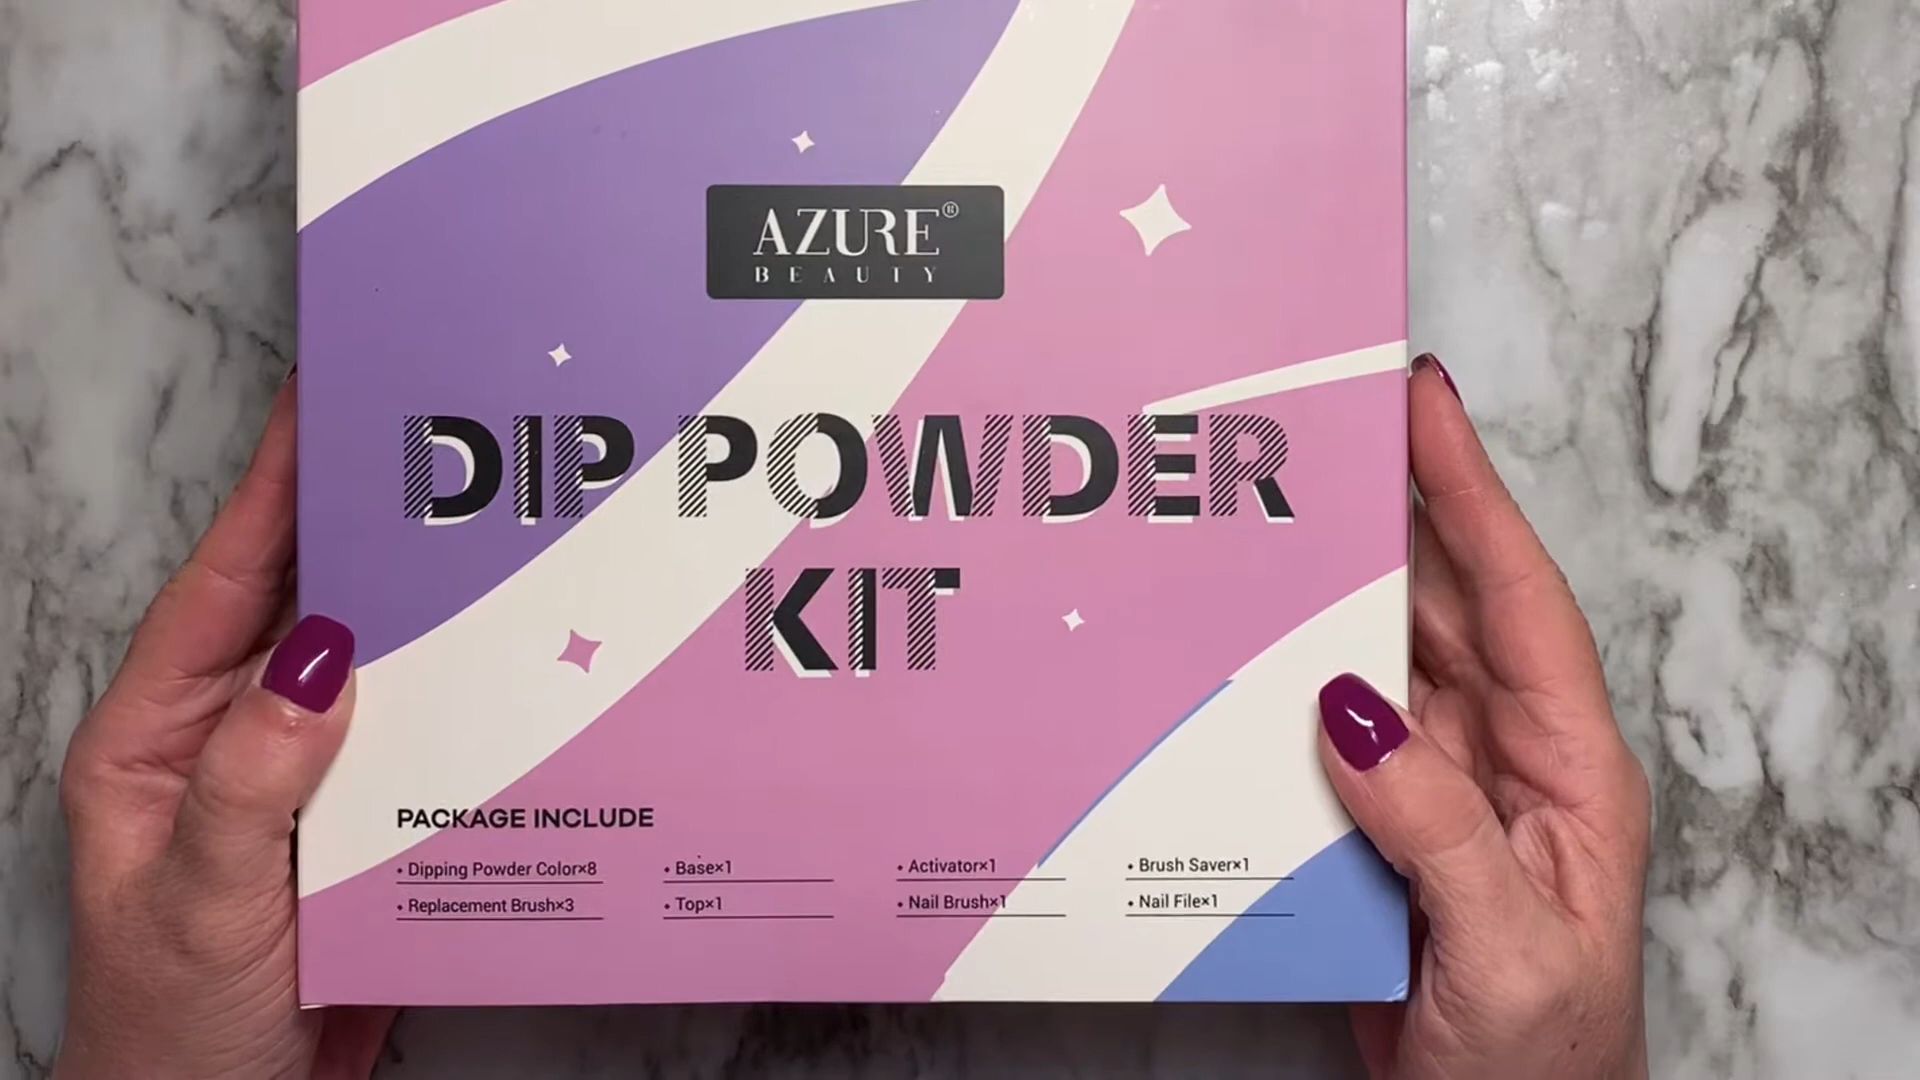 AZURE®
BEAUTY
DIP POWDER
KIT
PACKAGE INCLUDE
• Dipping Powder Color×8
• Base×1
• Activator×1
• Brush Saver×1
• Replacement Brush×3
• Top×1
• Nail Brush×1
• Nail File×1